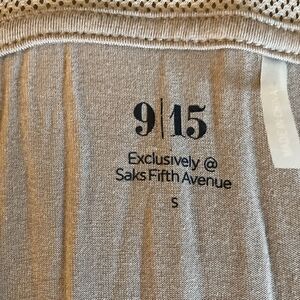 9|15
Exclusively @
Saks Fifth Avenue
S